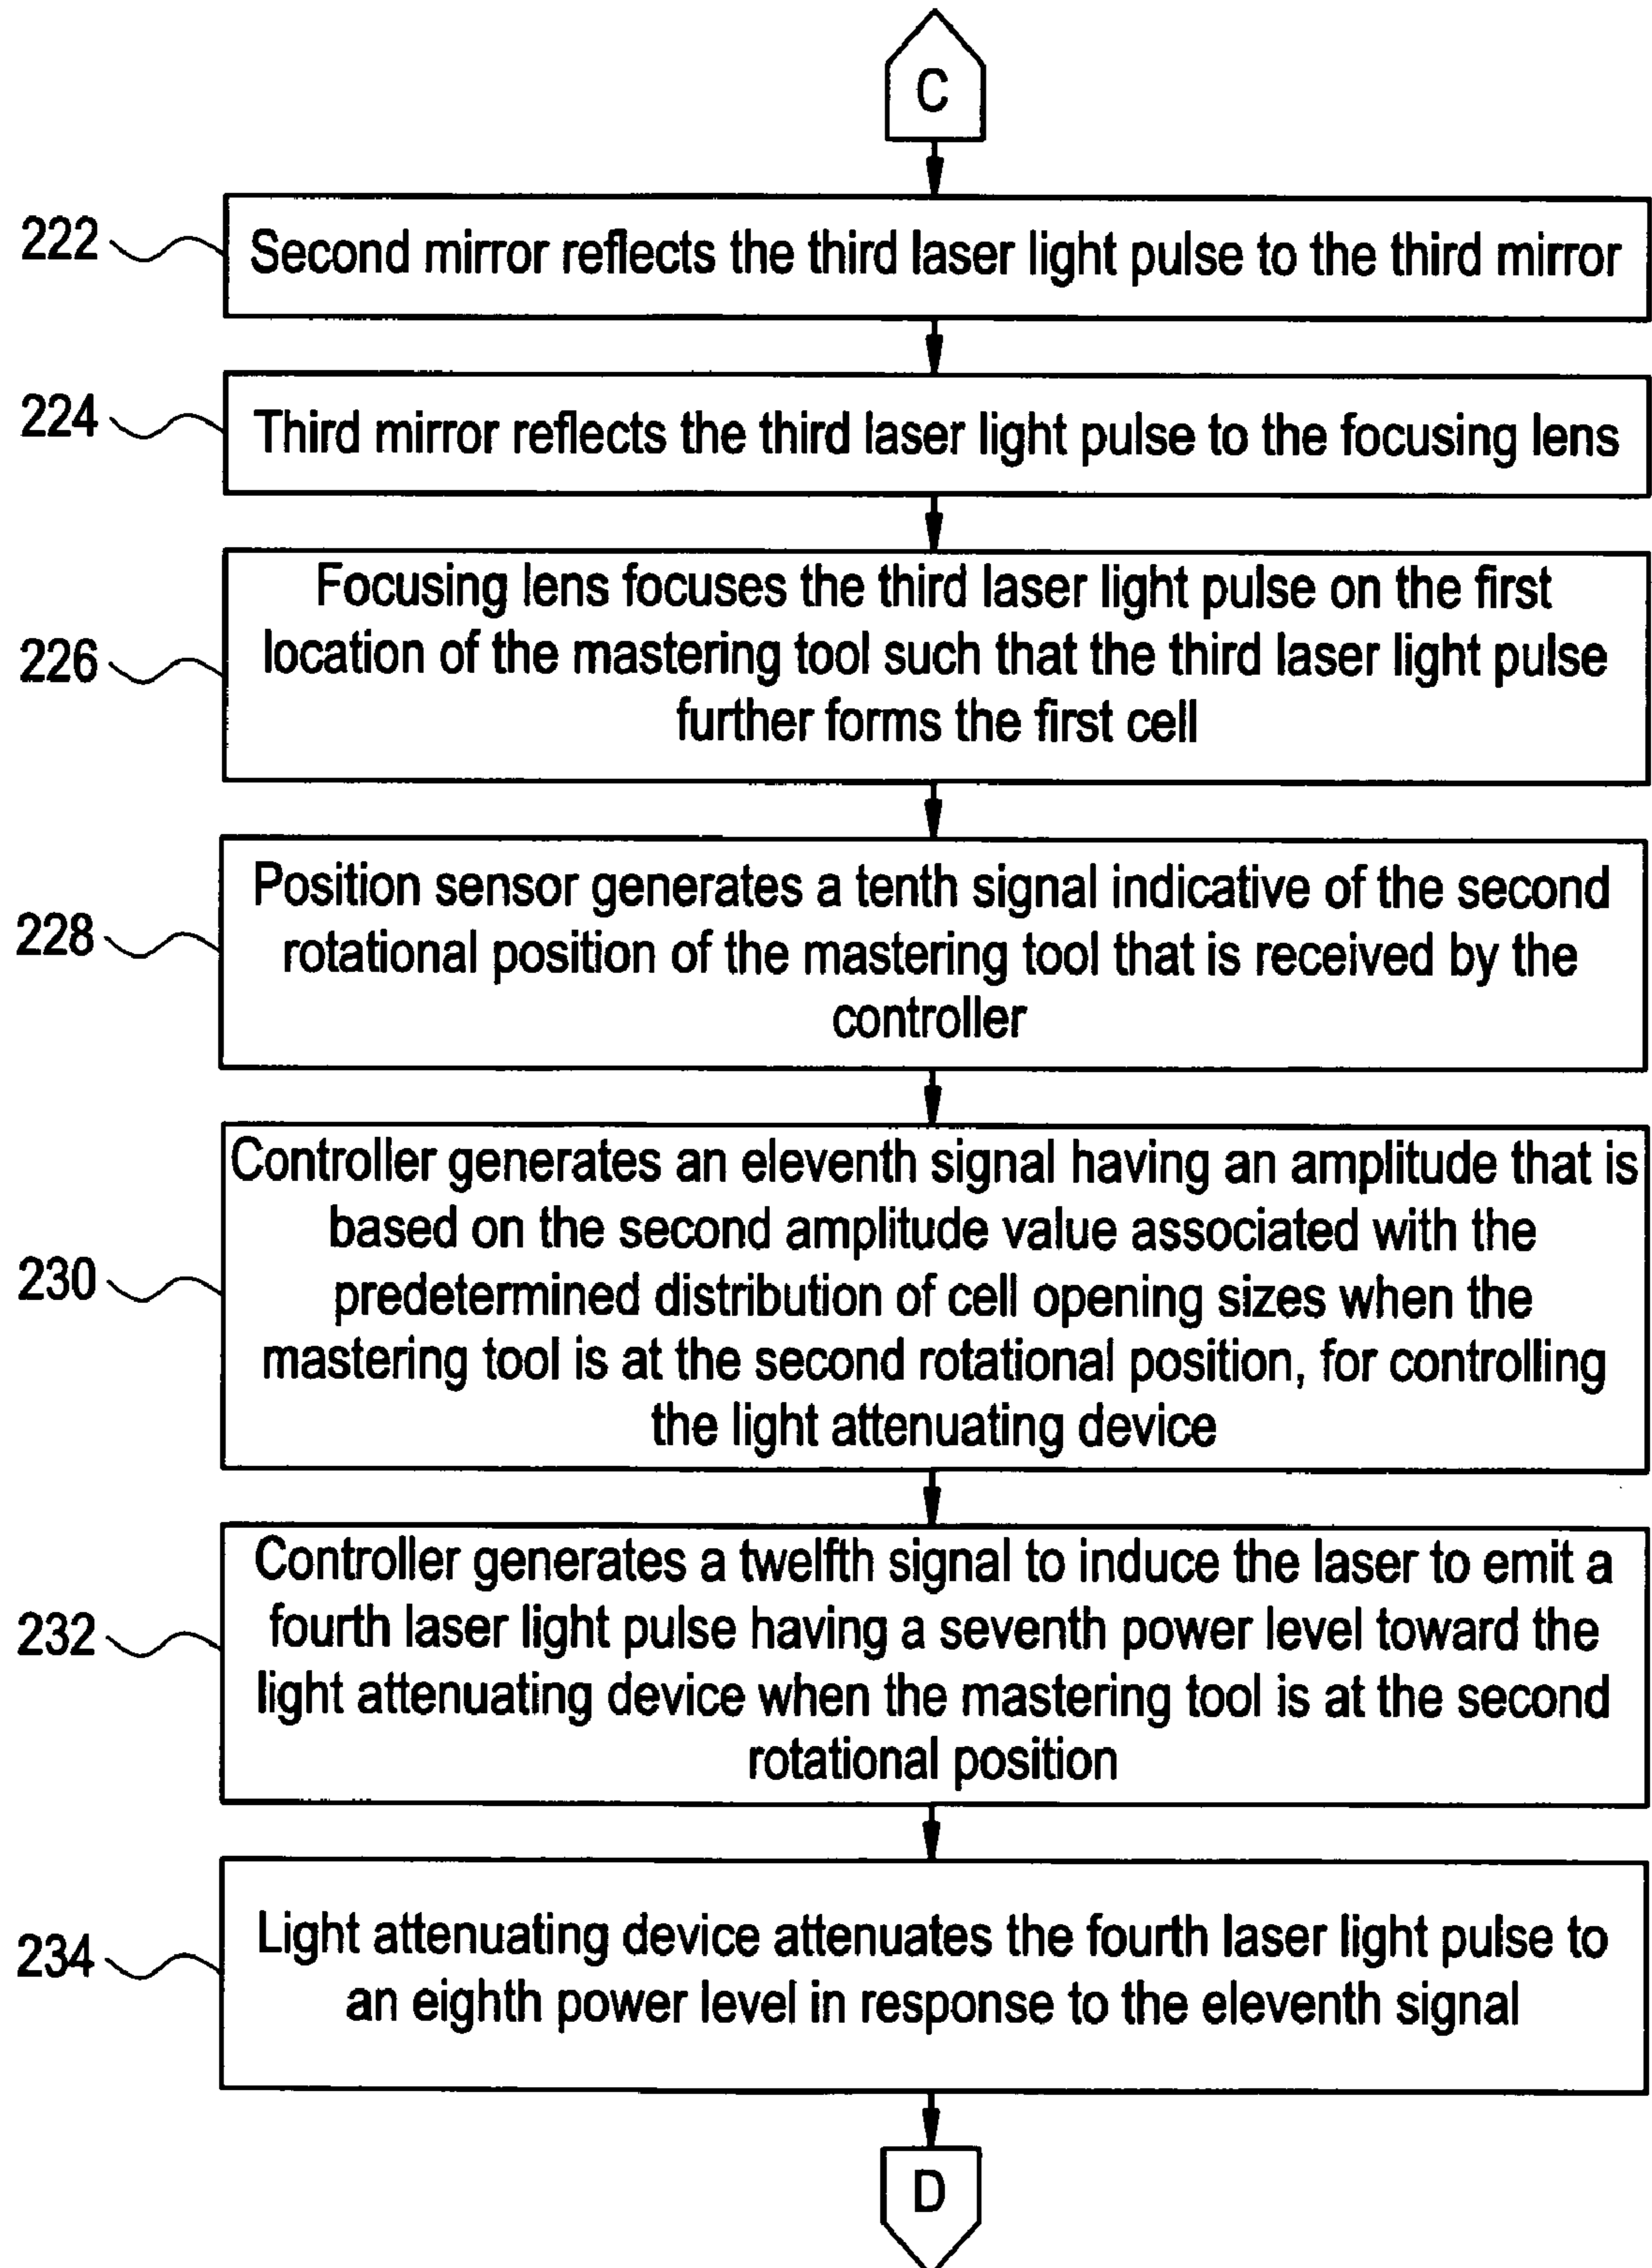 C
222
Second mirror reflects the third laser light pulse to the third mirror
224
Third mirror reflects the third laser light pulse to the focusing lens
226
Focusing lens focuses the third laser light pulse on the first
location of the mastering tool such that the third laser light pulse
further forms the first cell
228
Position sensor generates a tenth signal indicative of the second
rotational position of the mastering tool that is received by the
controller
230
Controller generates an eleventh signal having an amplitude that is
based on the second amplitude value associated with the
predetermined distribution of cell opening sizes when the
mastering tool is at the second rotational position, for controlling
the light attenuating device
232
Controller generates a twelfth signal to induce the laser to emit a
fourth laser light pulse having a seventh power level toward the
light attenuating device when the mastering tool is at the second
rotational position
234
Light attenuating device attenuates the fourth laser light pulse to
an eighth power level in response to the eleventh signal
D